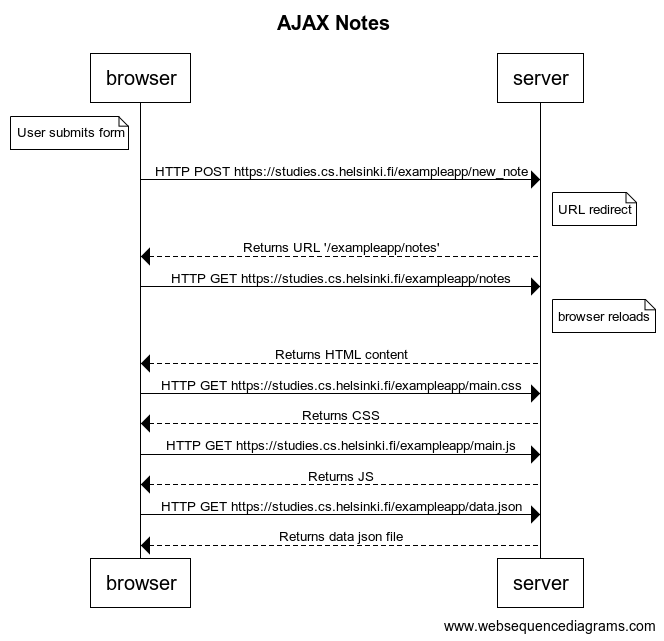 AJAX Notes
browser
server
User submits form
HTTP POST https://studies.cs.helsinki.fi/exampleapp/new_note
URL redirect
Returns URL '/exampleapp/notes'
HTTP GET https://studies.cs.helsinki.fi/exampleapp/notes
browser reloads
Returns HTML content
HTTP GET https://studies.cs.helsinki.fi/exampleapp/main.css
Returns CSS
HTTP GET https://studies.cs.helsinki.fi/exampleapp/main.js
Returns JS
HTTP GET https://studies.cs.helsinki.fi/exampleapp/data.json
Returns data json file
browser
server
www.websequencediagrams.com